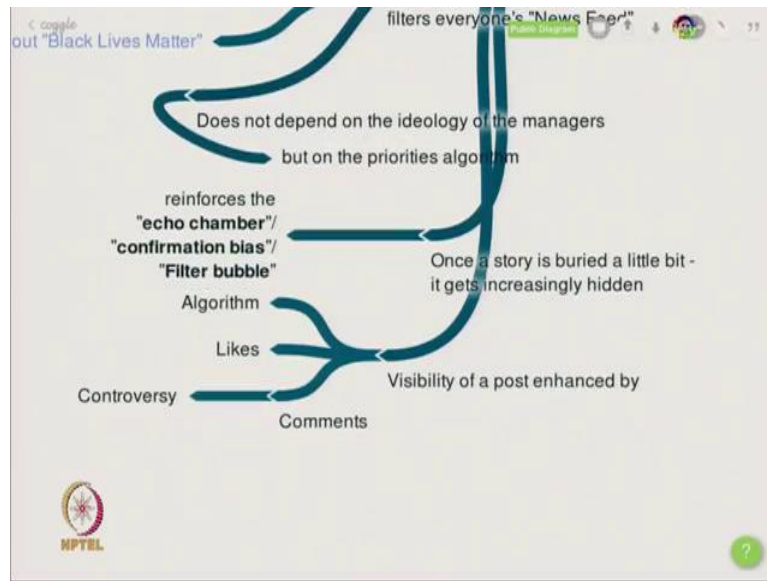 coggle
filters everyone's "News Feed"
Public Diagram
out "Black Lives Matter"
Does not depend on the ideology of the managers
but on the priorities algorithm
reinforces the
"echo chamber"/
"confirmation bias"/
"Filter bubble"
Once a story is buried a little bit -
it gets increasingly hidden
Algorithm
Likes
Visibility of a post enhanced by
Controversy
Comments
NPTEL
?